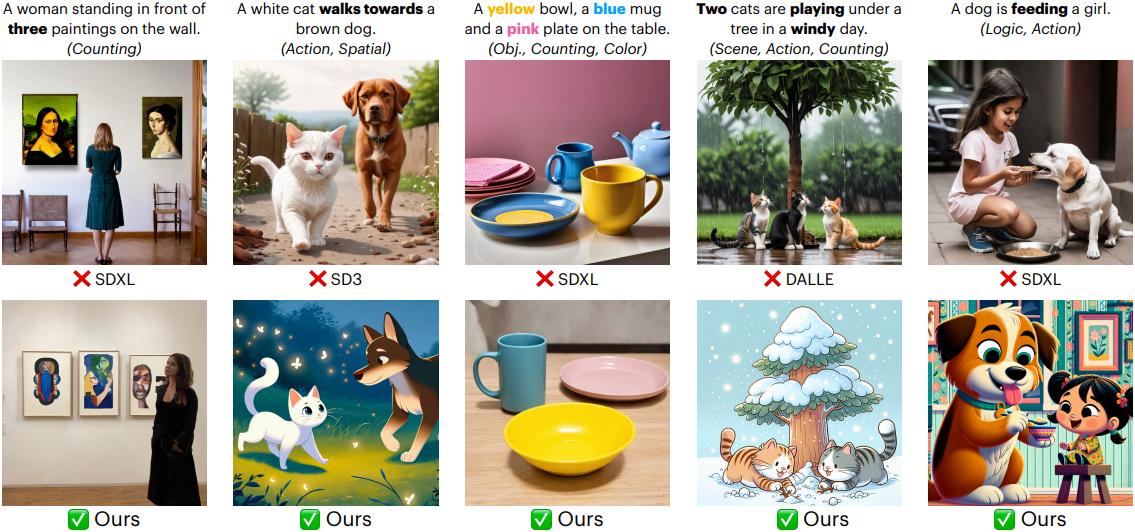 A woman standing in front of
three paintings on the wall.
(Counting)
A white cat walks towards a
brown dog.
(Action, Spatial)
A yellow bowl, a blue mug
and a pink plate on the table.
(Obj., Counting, Color)
Two cats are playing under a
tree in a windy day.
(Scene, Action, Counting)
A dog is feeding a girl.
(Logic, Action)
❌ SDXL
❌ SD3
❌ SDXL
❌ DALLE
❌ SDXL
✅ Ours
✅ Ours
✅ Ours
✅ Ours
✅ Ours